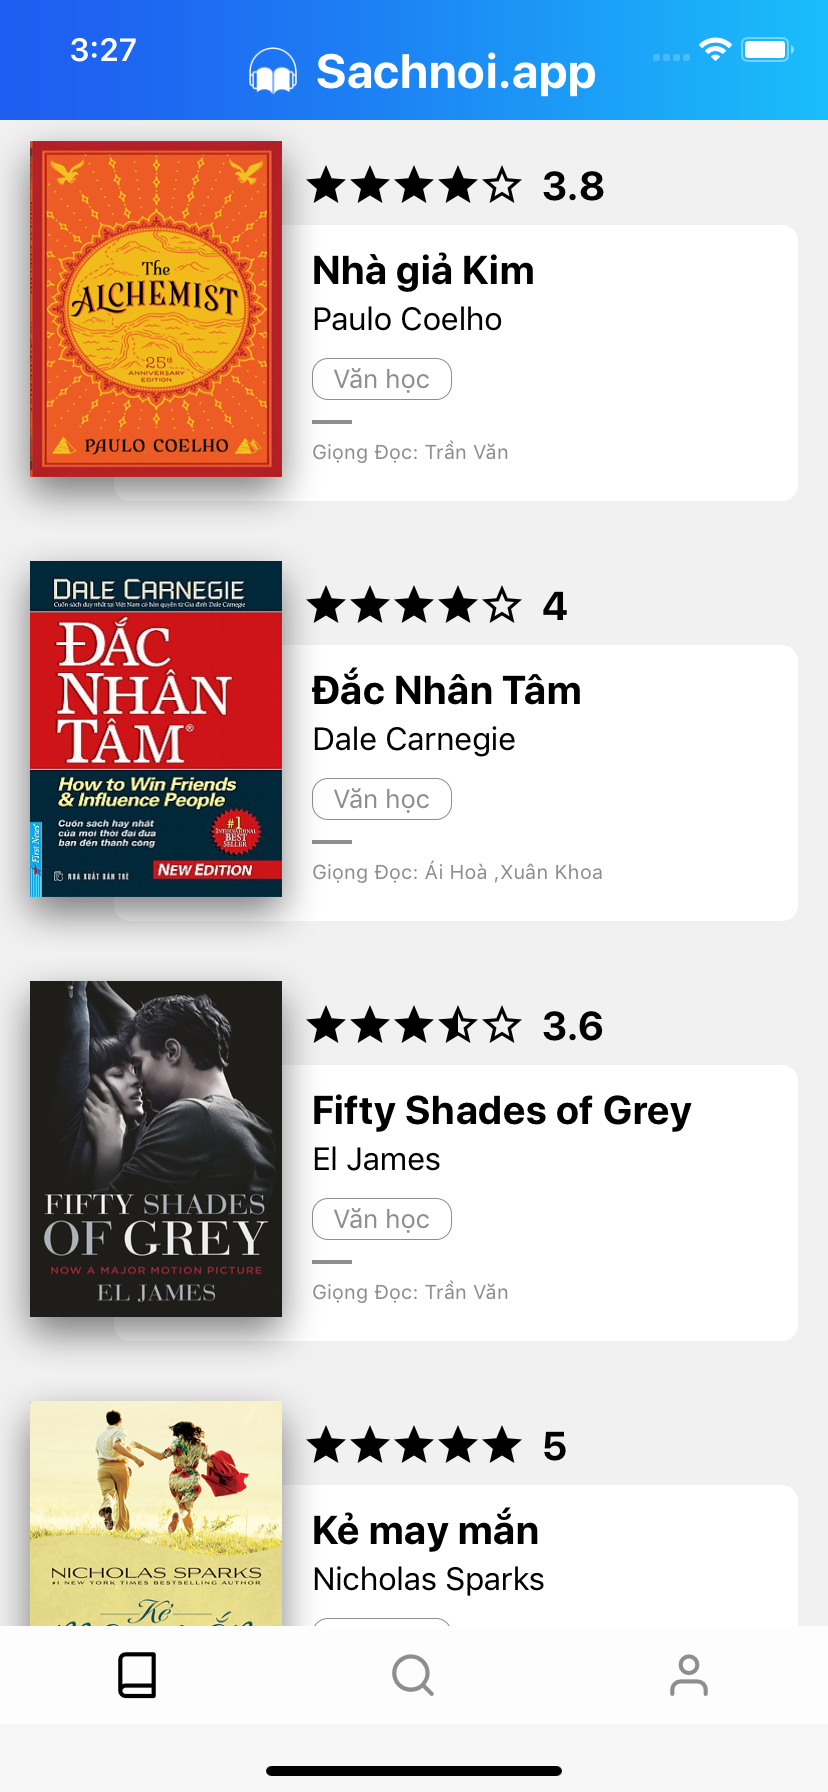 3:27
Sachnoi.app
The
ALCHEMIST
25th
ANNIVERSARY
EDITION
PAULO COELHO
3.8
Nhà giả Kim
Paulo Coelho
Văn học
Giọng Đọc: Trần Văn
DALE CARNEGIE
Cuốn sách duy nhất tại Việt Nam có bản quyền từ Gia đình Dale Carnegie
ĐẮC
NHÂN
TÂM®
How to Win Friends
& Influence People
Cuốn sách hay nhất
của mọi thời đại đưa
bạn đến thành công
#1
INTERNATIONAL
BEST
SELLER
First News
NHÀ XUẤT BẢN TRẺ
NEW EDITION
4
Đắc Nhân Tâm
Dale Carnegie
Văn học
Giọng Đọc: Ái Hoà ,Xuân Khoa
FIFTY SHADES
OF GREY
NOW A MAJOR MOTION PICTURE
EL JAMES
3.6
Fifty Shades of Grey
El James
Văn học
Giọng Đọc: Trần Văn
NICHOLAS SPARKS
#1 NEW YORK TIMES BESTSELLING AUTHOR
Kẻ
5
Kẻ may mắn
Nicholas Sparks